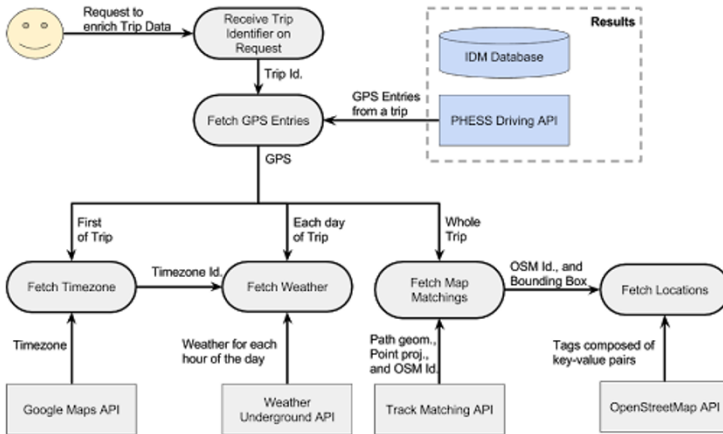 Request to
enrich Trip Data
Receive Trip
Identifier on
Request
Results
IDM Database
Trip Id.
GPS Entries
from a trip
Fetch GPS Entries
PHESS Driving API
GPS
First
of Trip
Each day
of Trip
Whole
Trip
Fetch Timezone
Timezone Id.
Fetch Weather
Fetch Map
Matchings
OSM Id., and
Bounding Box
Fetch Locations
Timezone
Weather for each
hour of the day
Path geom.,
Point proj.,
and OSM Id.
Tags composed of
key-value pairs
Google Maps API
Weather
Underground API
Track Matching API
OpenStreetMap API